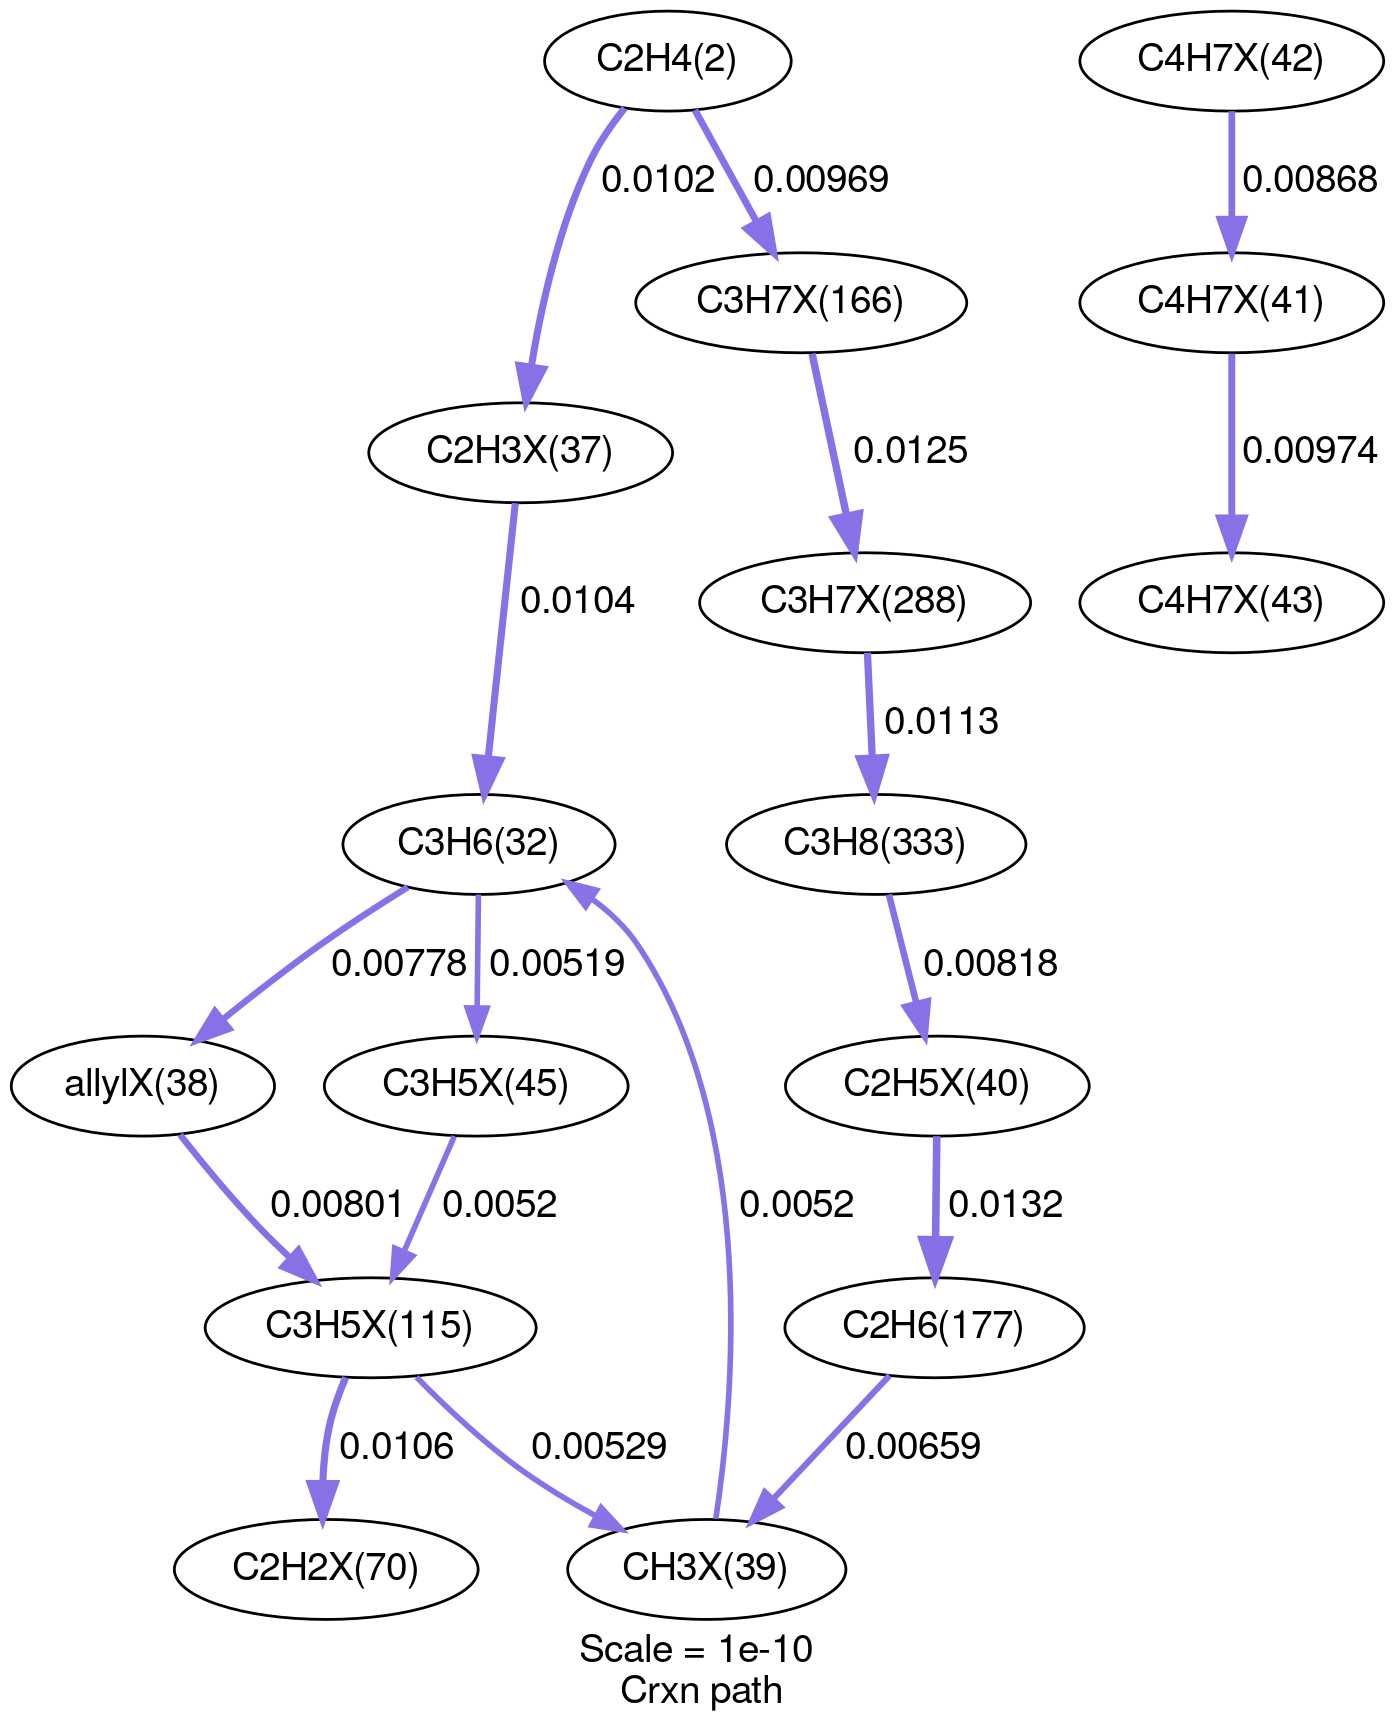 C2H4(2)
C4H7X(42)
0.0102
0.00969
0.00868
C3H7X(166)
C4H7X(41)
C2H3X(37)
0.0125
0.00974
0.0104
C3H7X(288)
C4H7X(43)
0.0113
C3H6(32)
C3H8(333)
0.00778
0.00519
0.00818
allylX(38)
C3H5X(45)
C2H5X(40)
0.00801
0.0052
0.0052
0.0132
C3H5X(115)
C2H6(177)
0.0106
0.00529
0.00659
C2H2X(70)
CH3X(39)
Scale = 1e-10
Crxn path